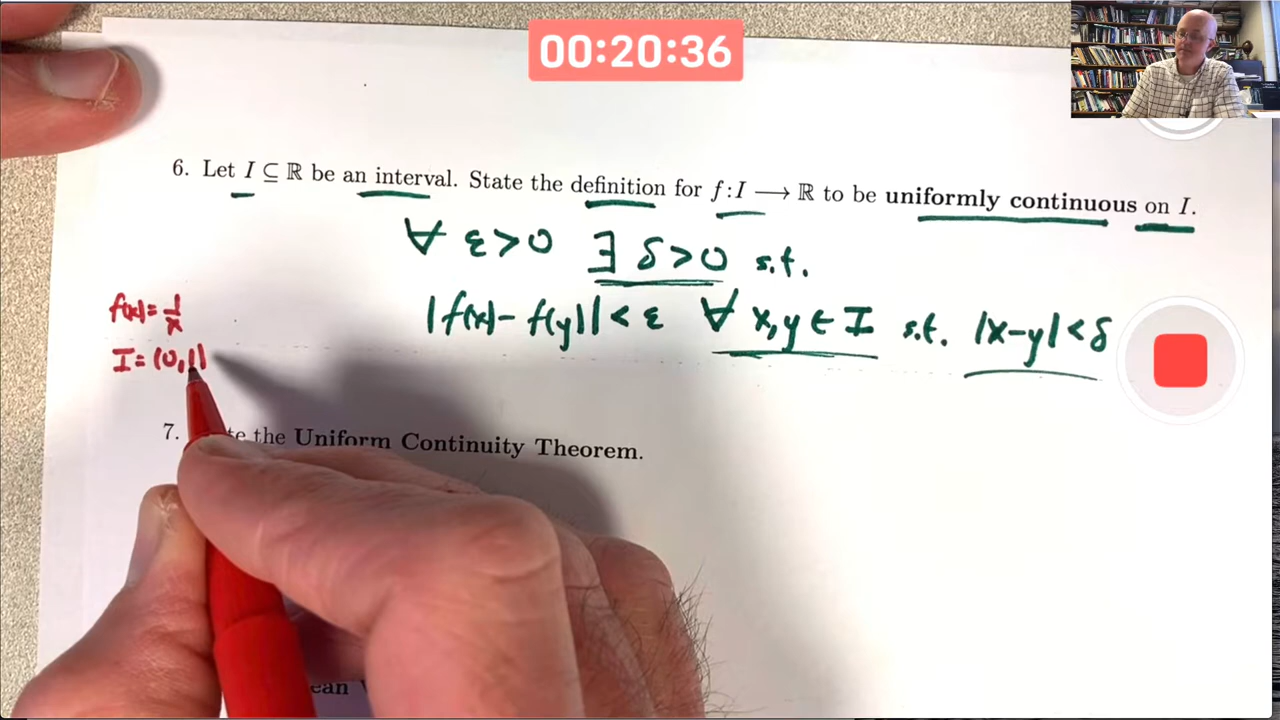 00:20:36
6. Let I ⊆ ℝ be an interval. State the definition for f : I ⟶ ℝ to be uniformly continuous on I.
∀ ε>0 ∃ δ>0 s.t.
|f(x)-f(y)|<ε ∀ x,y ∈ I s.t. |x-y|<δ
f(x)=1/x
I=(0,1)
7. the Uniform Continuity Theorem.